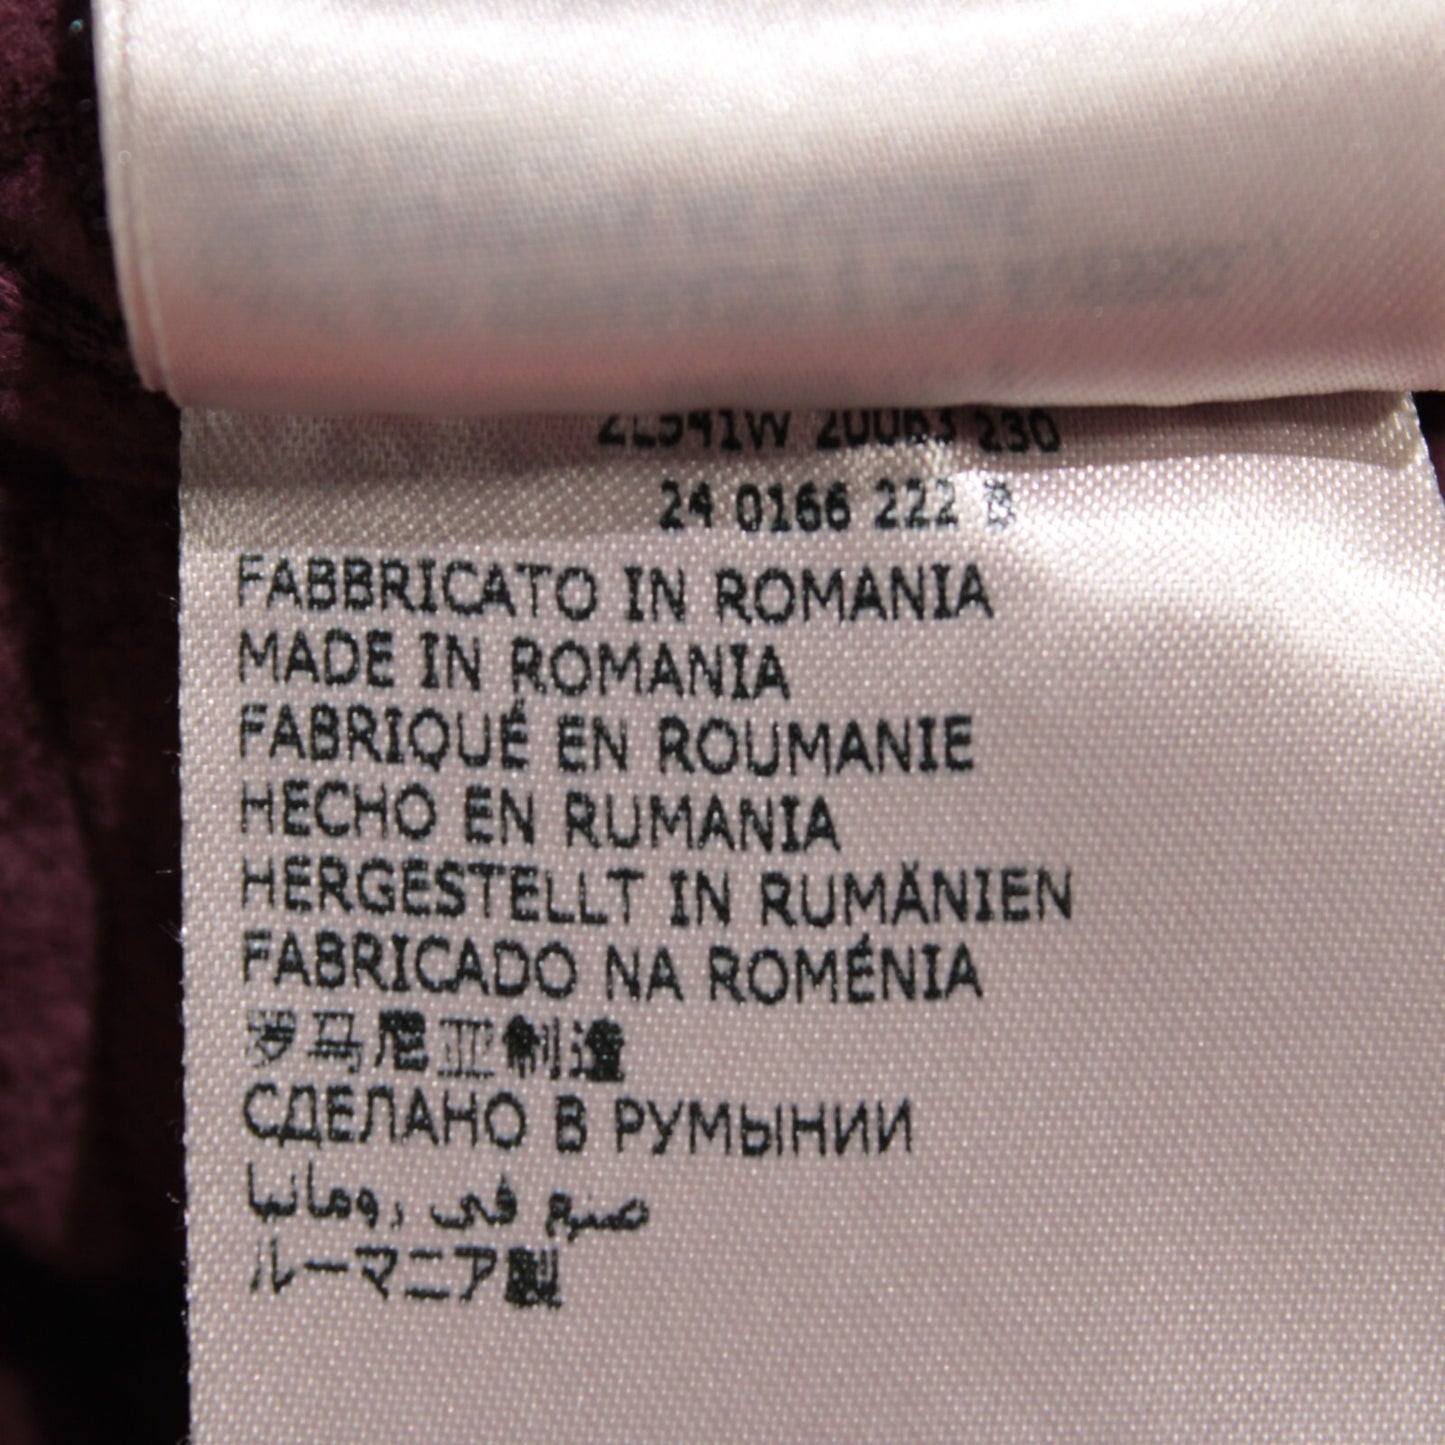 20063 230
24 0166 222
FABBRICATO IN ROMANIA
MADE IN ROMANIA
FABRIQUÉ EN ROUMANIE
HECHO EN RUMANIA
HERGESTELLT IN RUMÄNIEN
FABRICADO NA ROMÉNIA
罗马尼亚制造
СДЕЛАНО В РУМЫНИИ
صنع في رومانيا
ルーマニア製